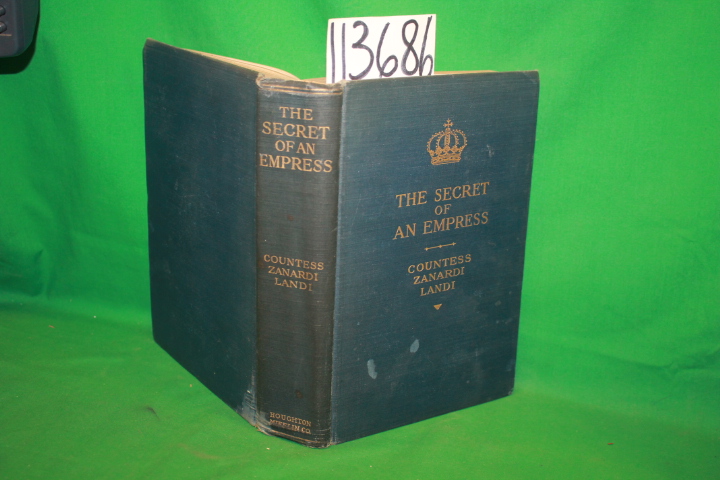 113686
THE
SECRET
OF AN
EMPRESS
COUNTESS
ZANARDI
LANDI
HOUGHTON
MIFFLIN CO.
THE SECRET
OF
AN EMPRESS
COUNTESS
ZANARDI
LANDI